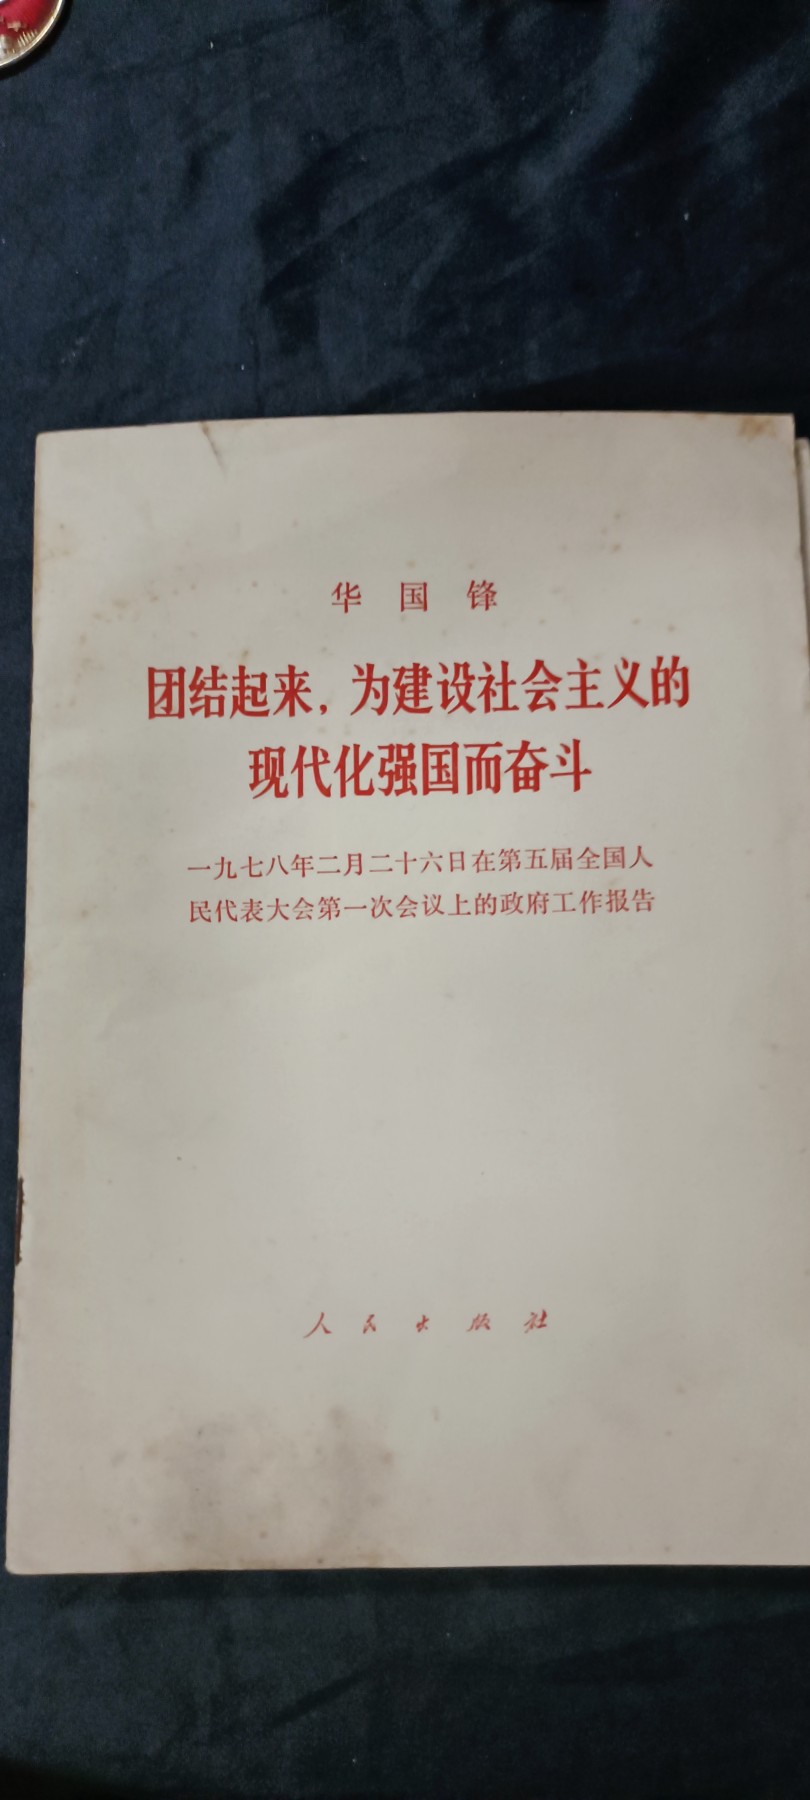 华国锋
团结起来，为建设社会主义的
现代化强国而奋斗
一九七八年二月二十六日在第五届全国人
民代表大会第一次会议上的政府工作报告
人民出版社